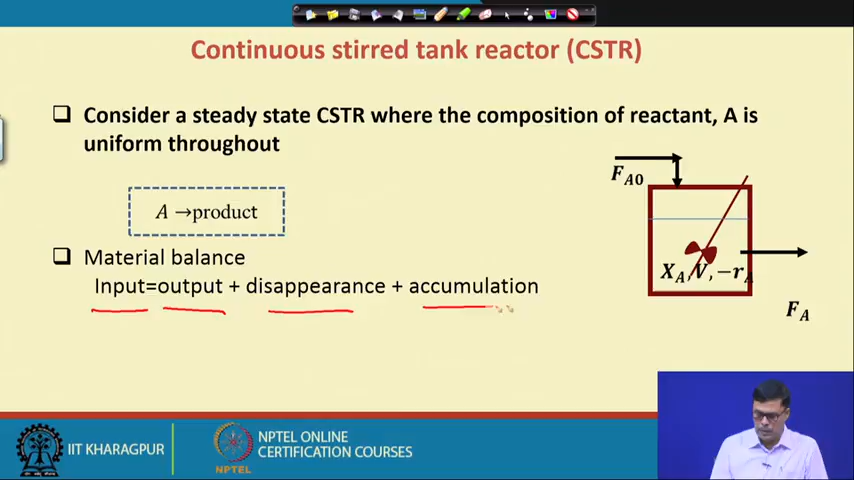 Continuous stirred tank reactor (CSTR)
❑ Consider a steady state CSTR where the composition of reactant, A is
uniform throughout
A →product
❑ Material balance
Input=output + disappearance + accumulation
F_A0
X_A, V, −r_A
F_A
IIT KHARAGPUR
NPTEL
NPTEL ONLINE
CERTIFICATION COURSES